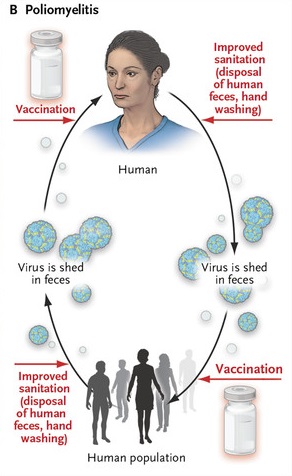 B Poliomyelitis
Vaccination
Improved
sanitation
(disposal
of human
feces, hand
washing)
Human
Virus is shed
in feces
Virus is shed
in feces
Improved
sanitation
(disposal
of human
feces, hand
washing)
Vaccination
Human population